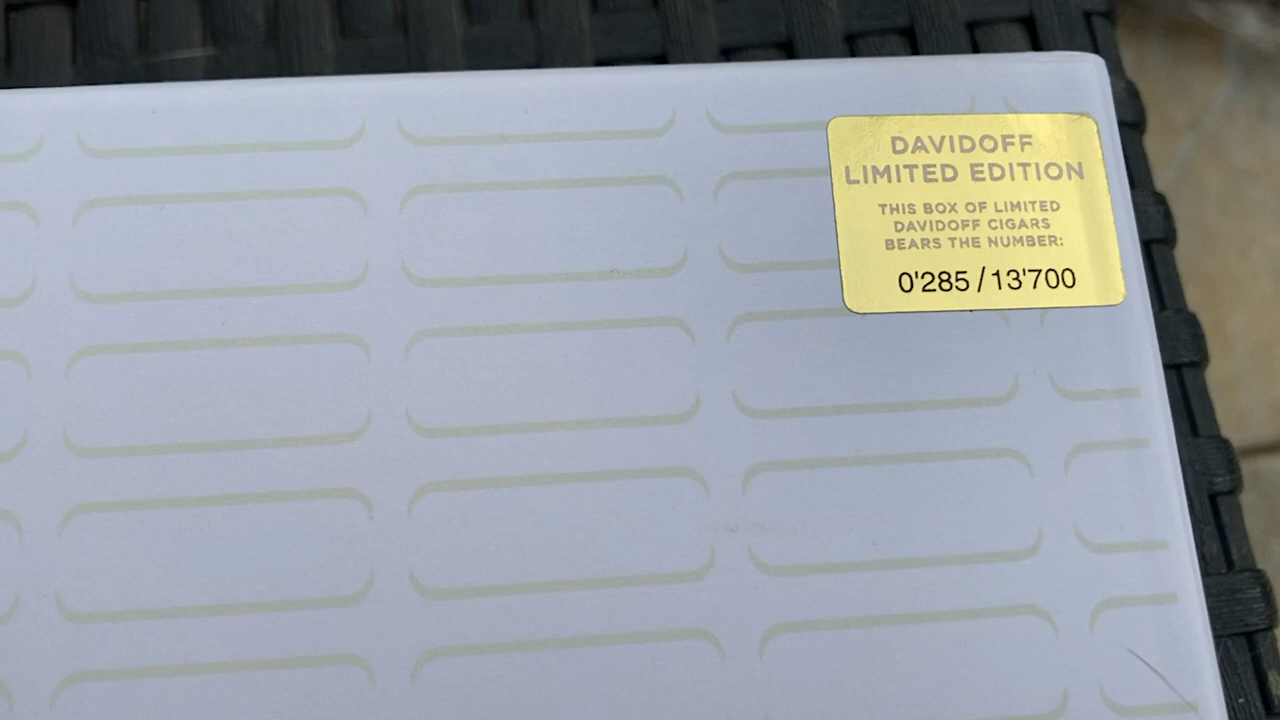 DAVIDOFF
LIMITED EDITION
THIS BOX OF LIMITED
DAVIDOFF CIGARS
BEARS THE NUMBER:
0'285 / 13'700